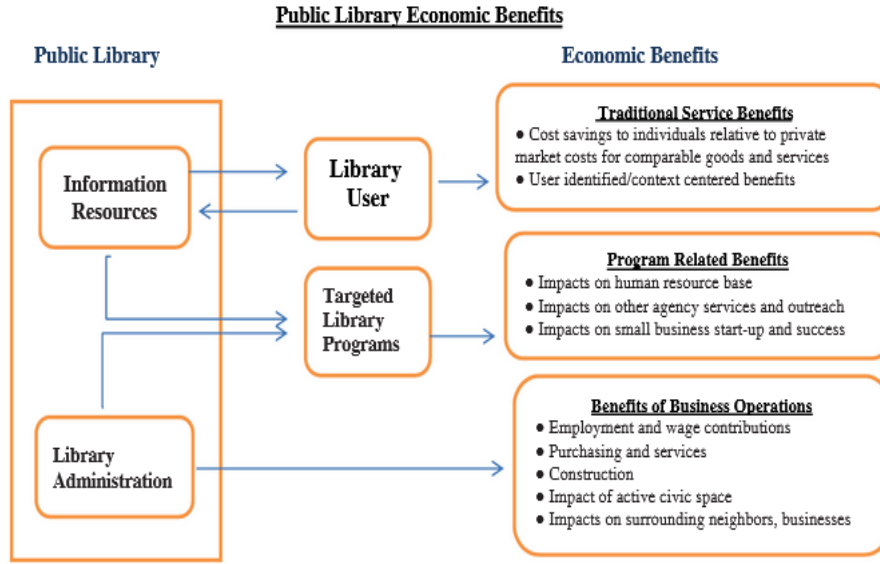 Public Library Economic Benefits
Public Library
Economic Benefits
Information
Resources
Library
User
Traditional Service Benefits
● Cost savings to individuals relative to private
market costs for comparable goods and services
● User identified/context centered benefits
Targeted
Library
Programs
Program Related Benefits
● Impacts on human resource base
● Impacts on other agency services and outreach
● Impacts on small business start-up and success
Library
Administration
Benefits of Business Operations
● Employment and wage contributions
● Purchasing and services
● Construction
● Impact of active civic space
● Impacts on surrounding neighbors, businesses